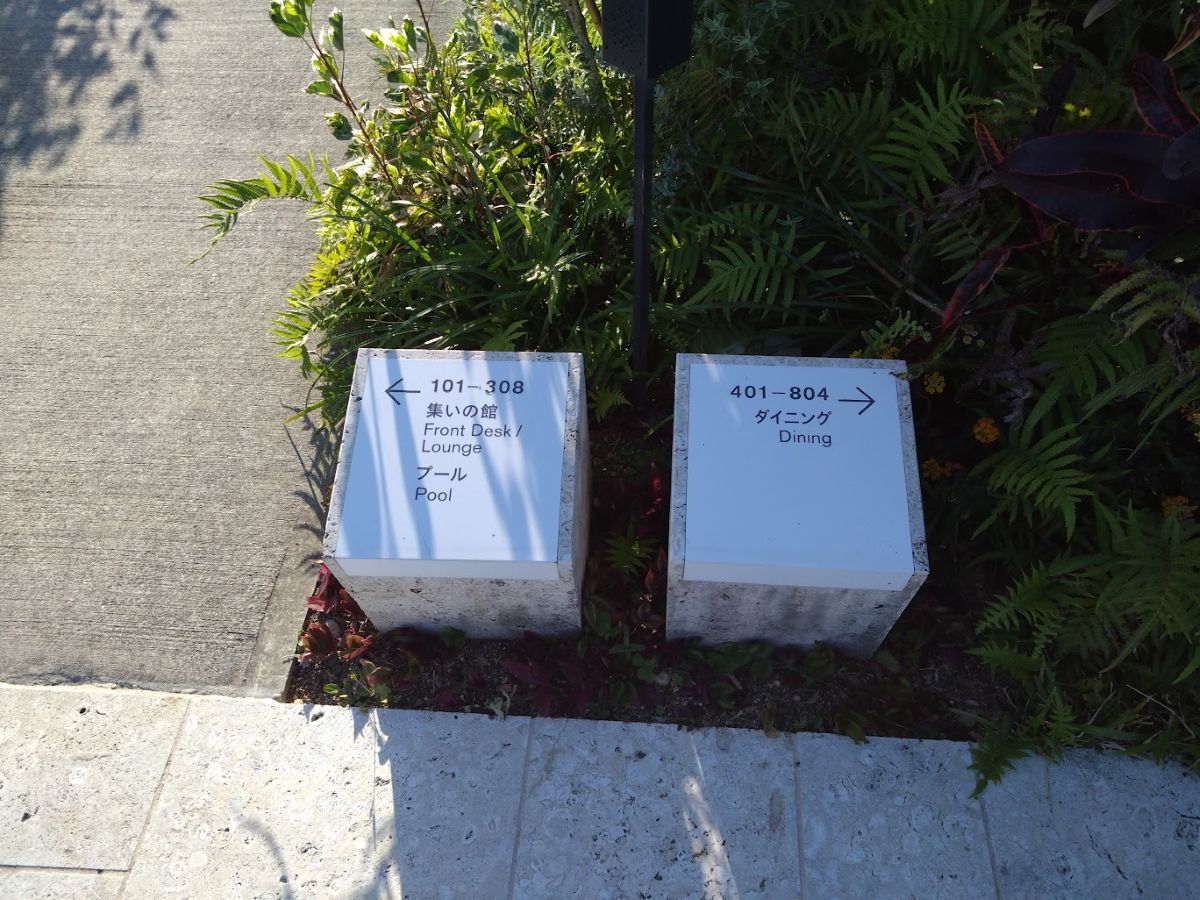 ← 101－308
集いの館
Front Desk /
Lounge
プール
Pool
401－804 →
ダイニング
Dining